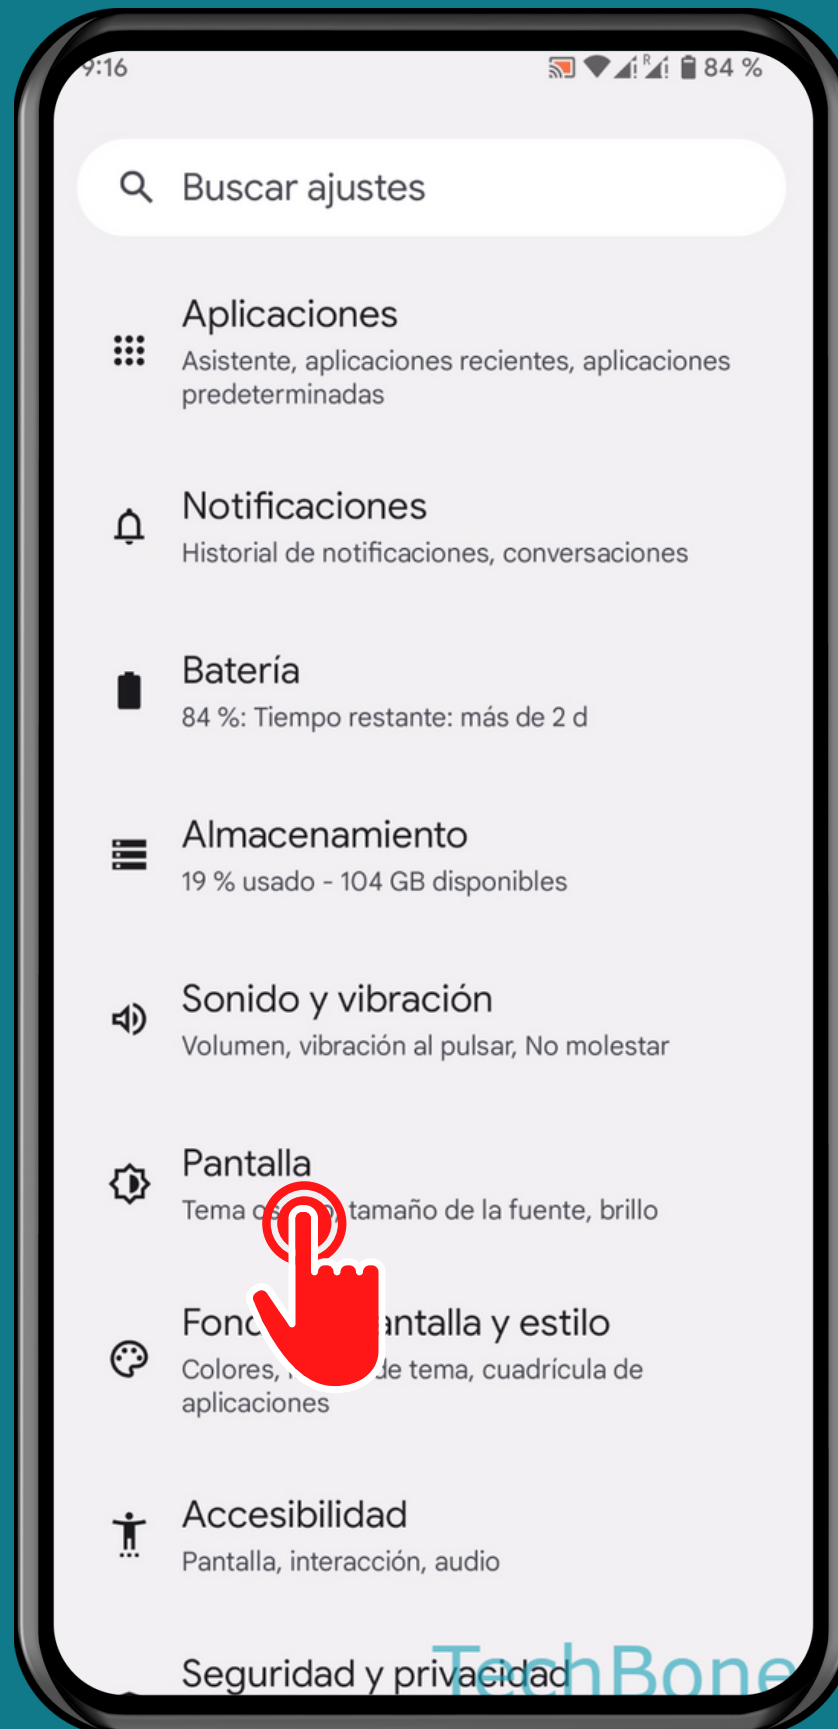 9:16 R 84 %
Buscar ajustes
Aplicaciones
Asistente, aplicaciones recientes, aplicaciones
predeterminadas
Notificaciones
Historial de notificaciones, conversaciones
Batería
84 %: Tiempo restante: más de 2 d
Almacenamiento
19 % usado - 104 GB disponibles
Sonido y vibración
Volumen, vibración al pulsar, No molestar
Pantalla
Tema tamaño de la fuente, brillo
y estilo
Colores, de tema, cuadrícula de
aplicaciones
Accesibilidad
Pantalla, interacción, audio
Seguridad y privacidad
TechBone